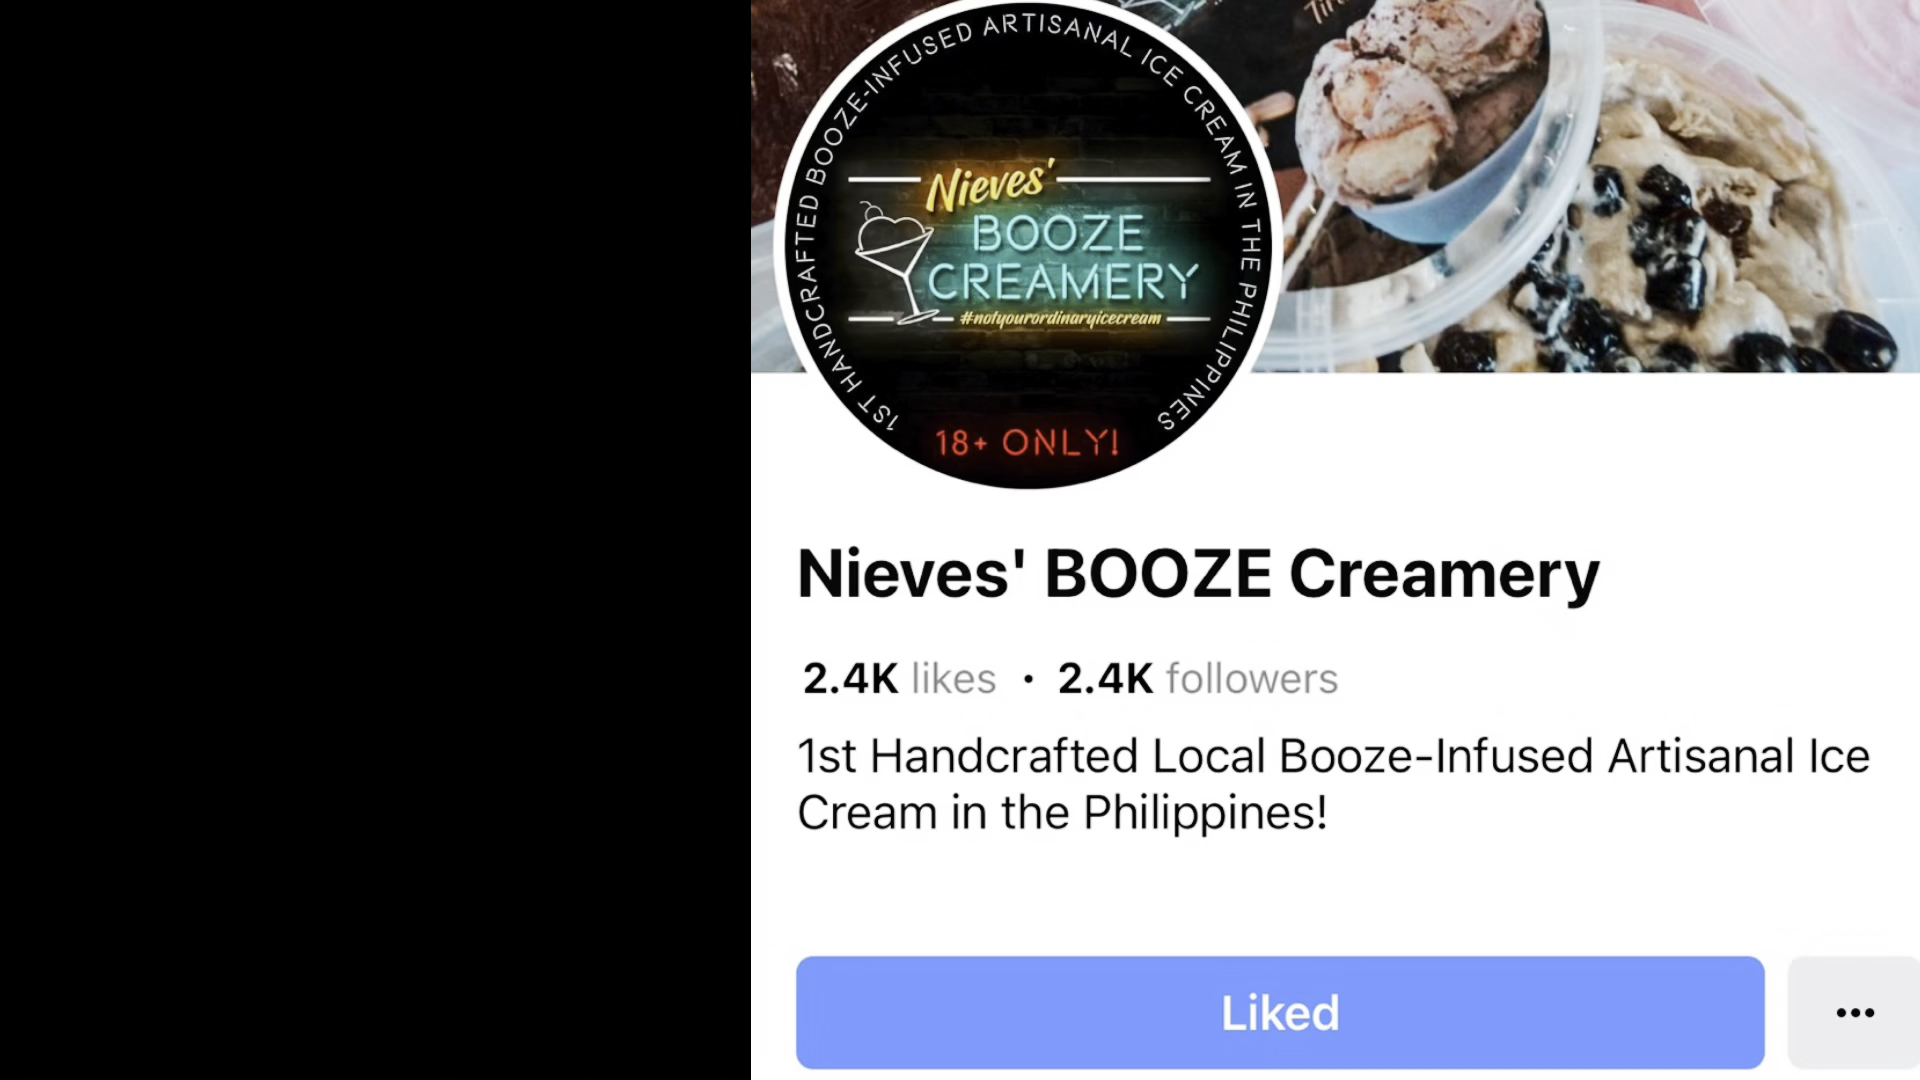 1ST HANDCRAFTED BOOZE-INFUSED ARTISANAL ICE CREAM IN THE PHILIPPINES
Nieves'
BOOZE
CREAMERY
#notyourordinaryicecream
18+ ONLY!
Nieves' BOOZE Creamery
2.4K likes · 2.4K followers
1st Handcrafted Local Booze-Infused Artisanal Ice
Cream in the Philippines!
Liked